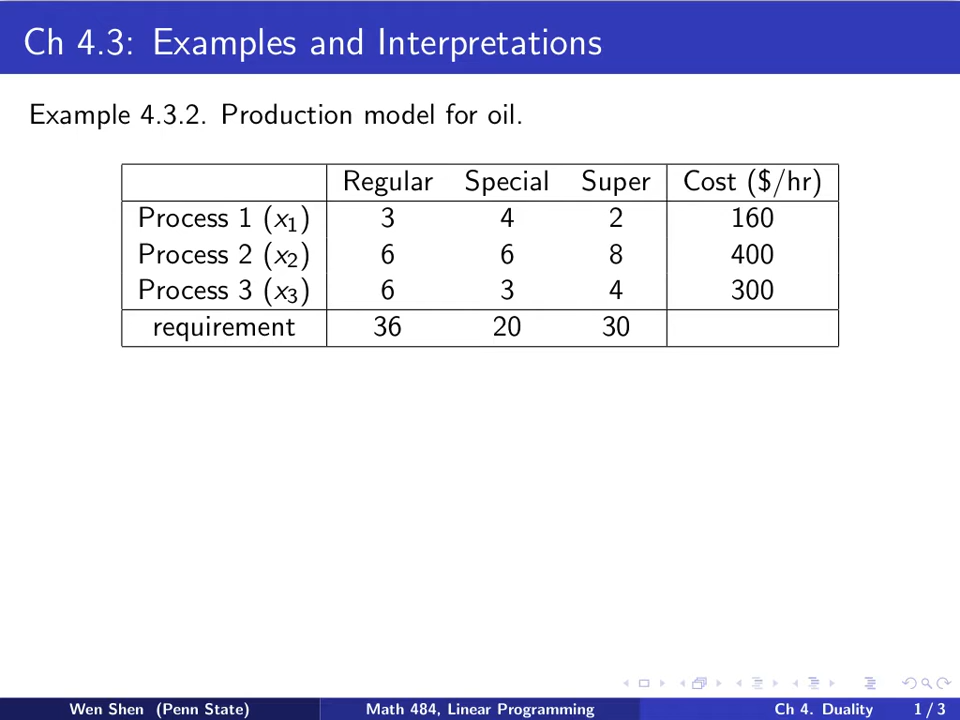 Ch 4.3: Examples and Interpretations
Example 4.3.2. Production model for oil.
Regular Special Super Cost ($/hr)
Process 1 (x₁) 3 4 2 160
Process 2 (x₂) 6 6 8 400
Process 3 (x₃) 6 3 4 300
requirement 36 20 30
Wen Shen (Penn State) Math 484, Linear Programming Ch 4. Duality 1 / 3